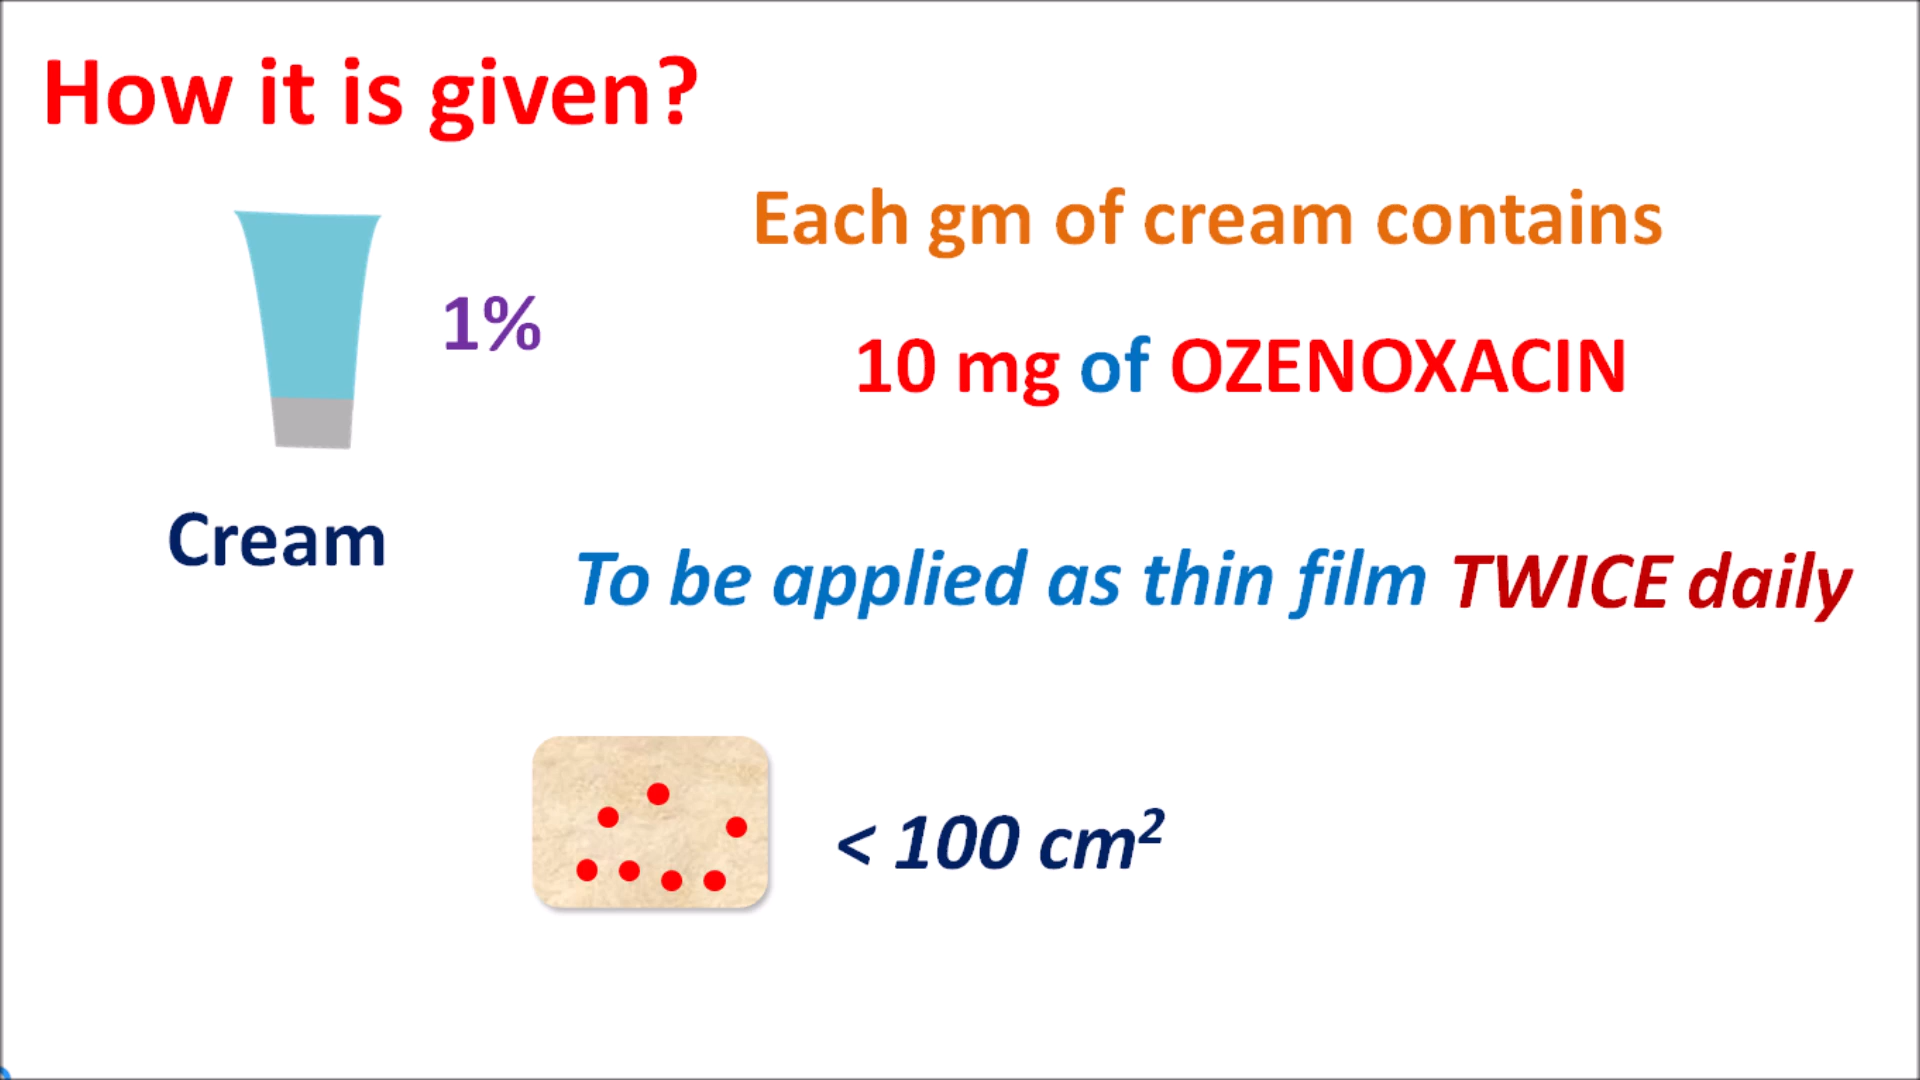 How it is given?
Each gm of cream contains
1%
10 mg of OZENOXACIN
Cream
To be applied as thin film TWICE daily
< 100 cm²